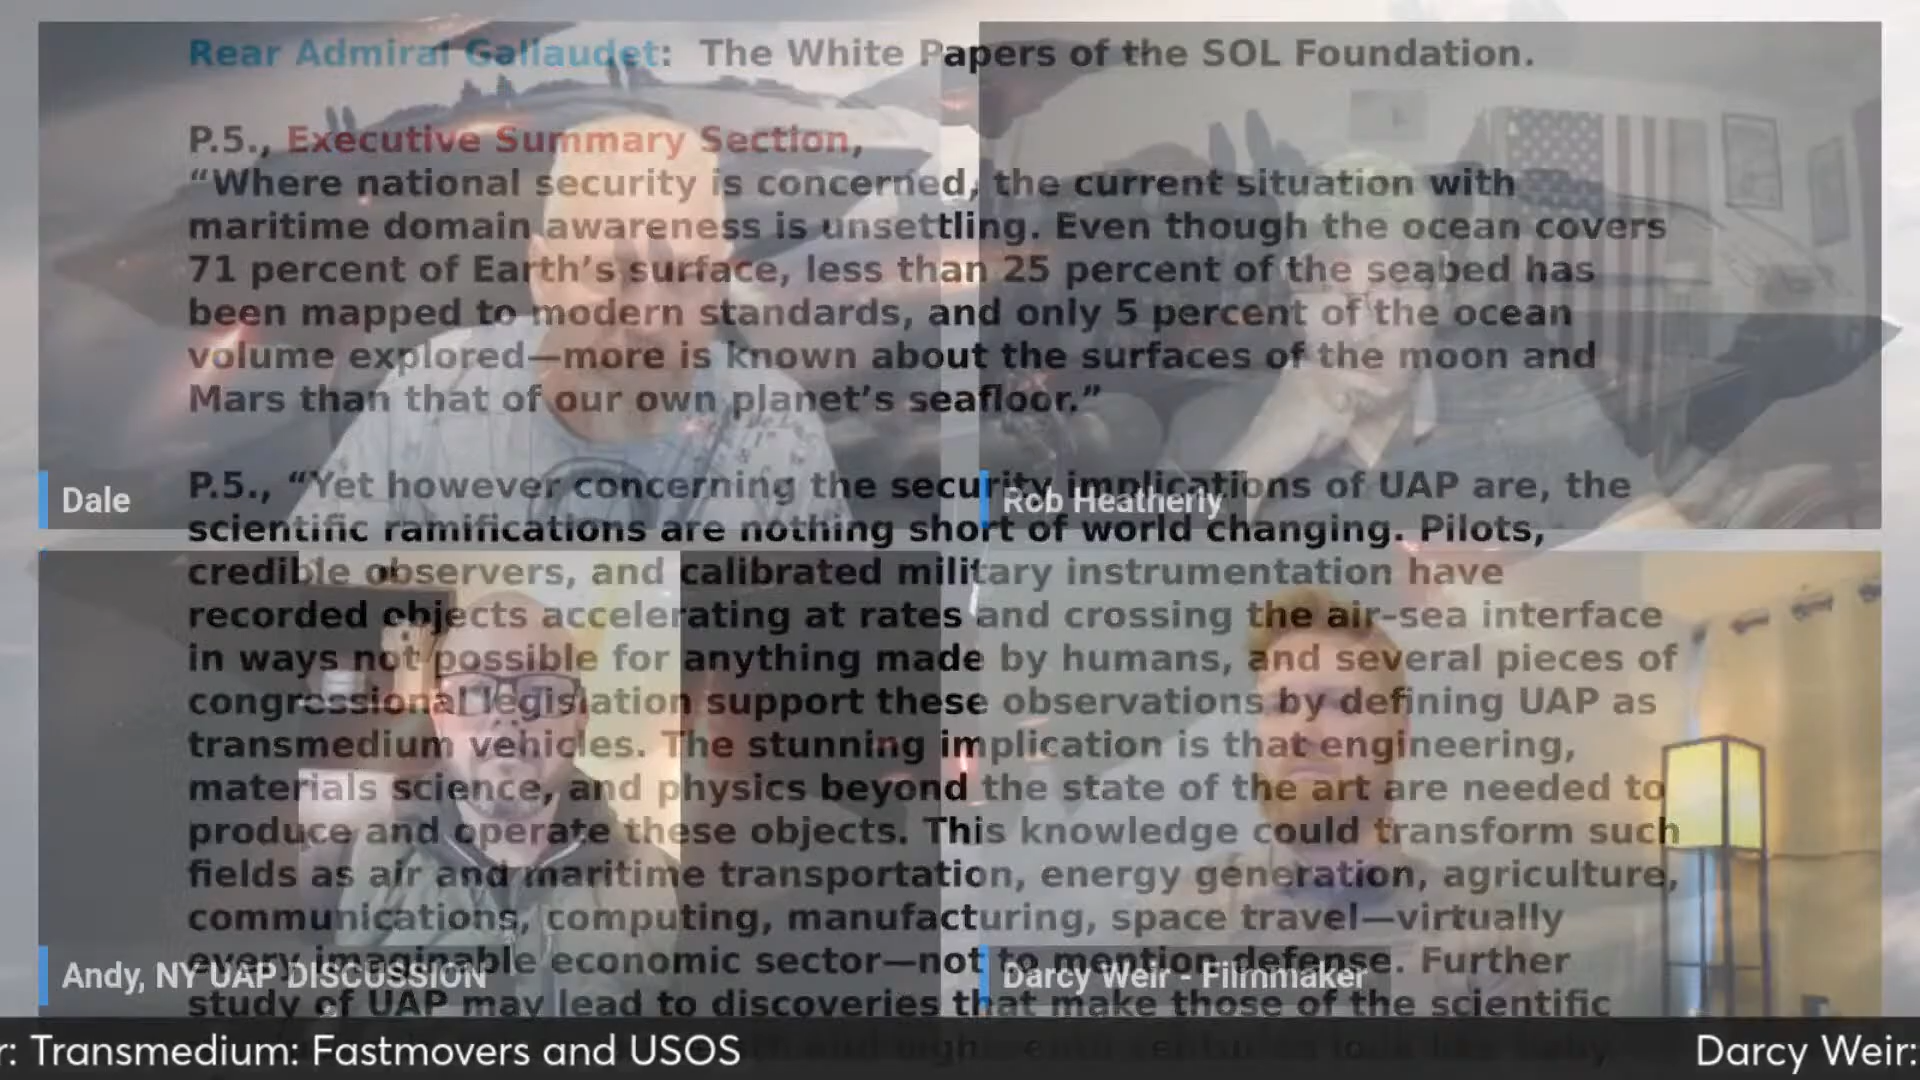 Rear Admiral Gallaudet: The White Papers of the SOL Foundation.
P.5., Executive Summary Section,
“Where national security is concerned, the current situation with
maritime domain awareness is unsettling. Even though the ocean covers
71 percent of Earth’s surface, less than 25 percent of the seabed has
been mapped to modern standards, and only 5 percent of the ocean
volume explored—more is known about the surfaces of the moon and
Mars than that of our own planet’s seafloor.”
P.5., “Yet however concerning the security implications of UAP are, the
scientific ramifications are nothing short of world changing. Pilots,
credible observers, and calibrated military instrumentation have
recorded objects accelerating at rates and crossing the air-sea interface
in ways not possible for anything made by humans, and several pieces of
congressional legislation support these observations by defining UAP as
transmedium vehicles. The stunning implication is that engineering,
materials science, and physics beyond the state of the art are needed to
produce and operate these objects. This knowledge could transform such
fields as air and maritime transportation, energy generation, agriculture,
communications, computing, manufacturing, space travel—virtually
every imaginable economic sector—not to mention defense. Further
study of UAP may lead to discoveries that make those of the scientific
Dale
Rob Heatherly
Andy, NY UAP DISCUSSION
Darcy Weir - Filmmaker
r: Transmedium: Fastmovers and USOS
Darcy Weir: